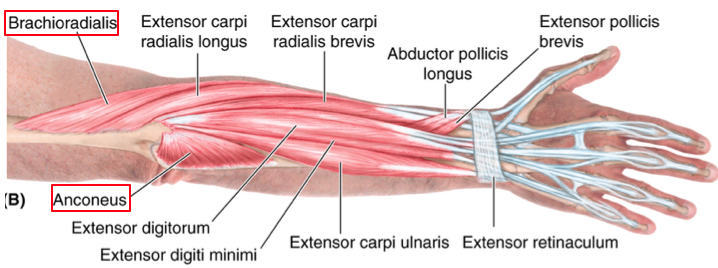 Brachioradialis
Extensor carpi
radialis longus
Extensor carpi
radialis brevis
Abductor pollicis
longus
Extensor pollicis
brevis
(B)
Anconeus
Extensor digitorum
Extensor digiti minimi
Extensor carpi ulnaris
Extensor retinaculum